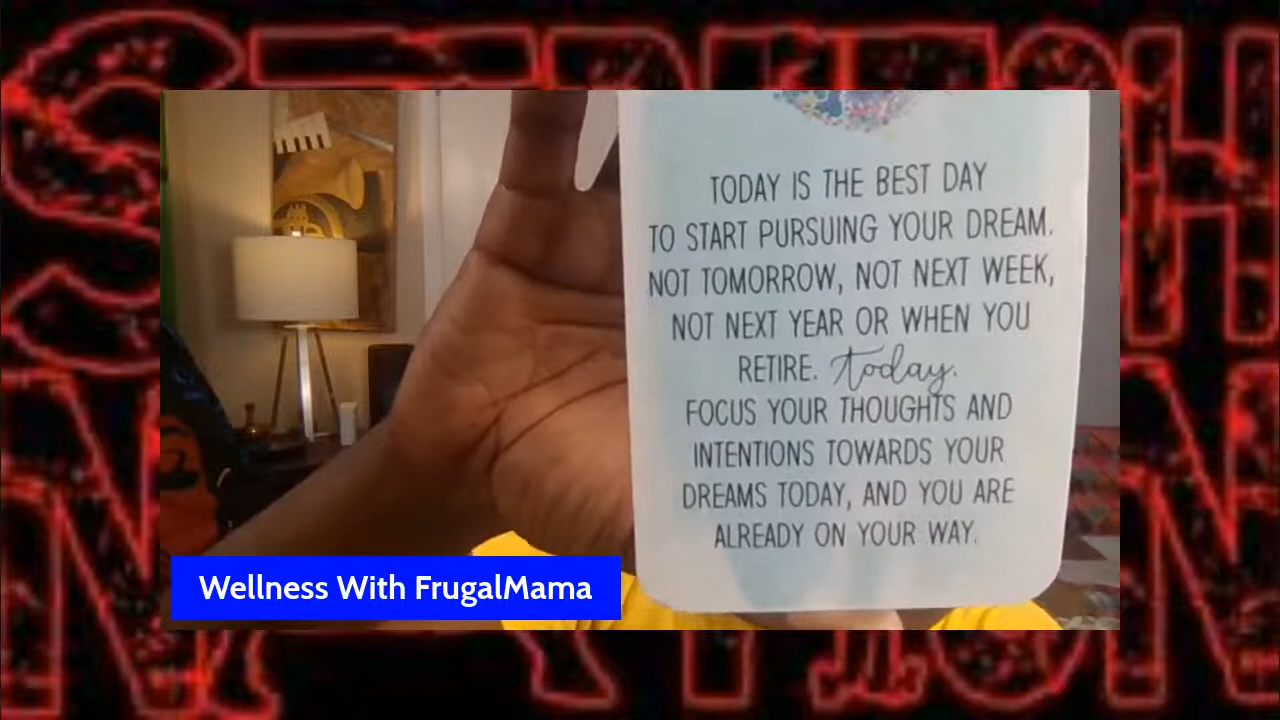 TODAY IS THE BEST DAY
TO START PURSUING YOUR DREAM.
NOT TOMORROW, NOT NEXT WEEK,
NOT NEXT YEAR OR WHEN YOU
RETIRE. today.
FOCUS YOUR THOUGHTS AND
INTENTIONS TOWARDS YOUR
DREAMS TODAY, AND YOU ARE
ALREADY ON YOUR WAY.
Wellness With FrugalMama